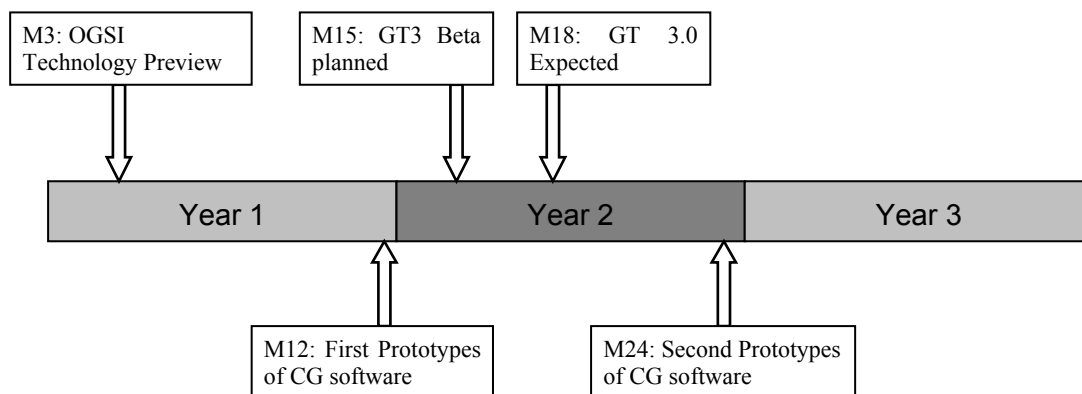 M3: OGSI
Technology Preview
M15: GT3 Beta
planned
M18: GT 3.0
Expected
Year 1
Year 2
Year 3
M12: First Prototypes
of CG software
M24: Second Prototypes
of CG software